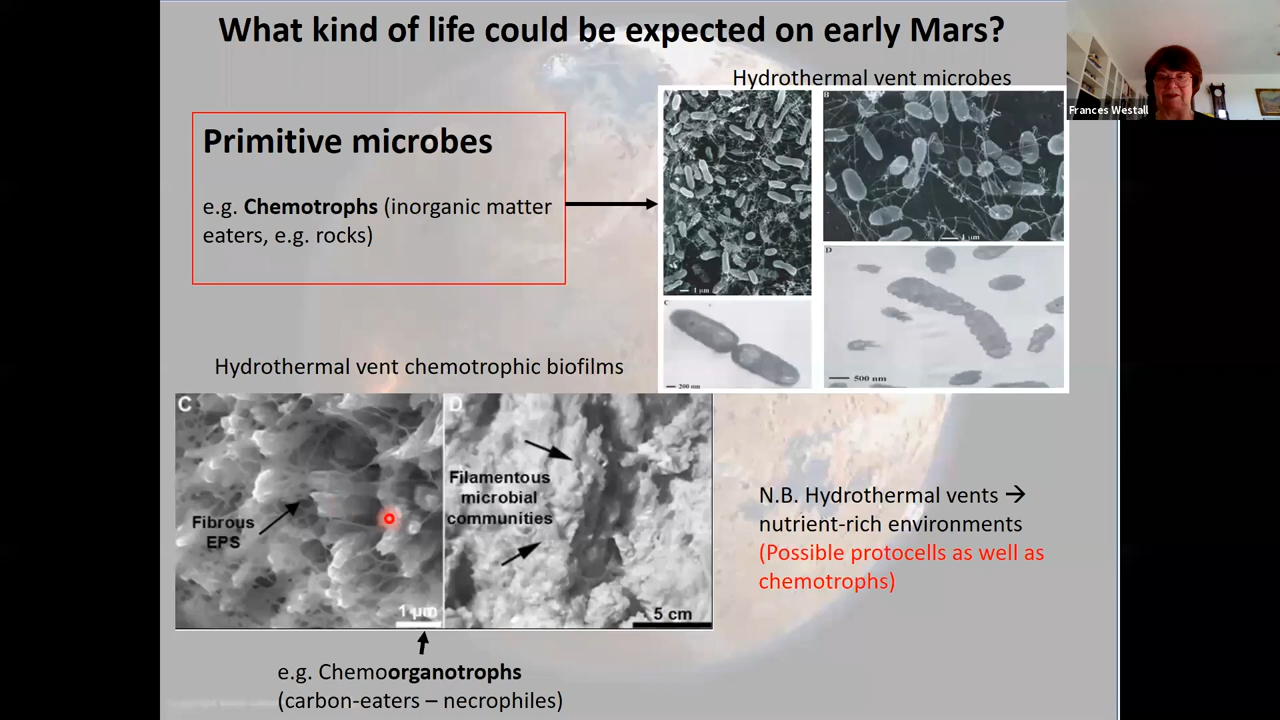 What kind of life could be expected on early Mars?
Frances Westall
Hydrothermal vent microbes
Primitive microbes
e.g. Chemotrophs (inorganic matter
eaters, e.g. rocks)
B
1 µm
1 µm
C
200 nm
D
500 nm
Hydrothermal vent chemotrophic biofilms
C
Fibrous
EPS
1 µm
D
Filamentous
microbial
communities
5 cm
N.B. Hydrothermal vents →
nutrient-rich environments
(Possible protocells as well as
chemotrophs)
e.g. Chemoorganotrophs
(carbon-eaters – necrophiles)